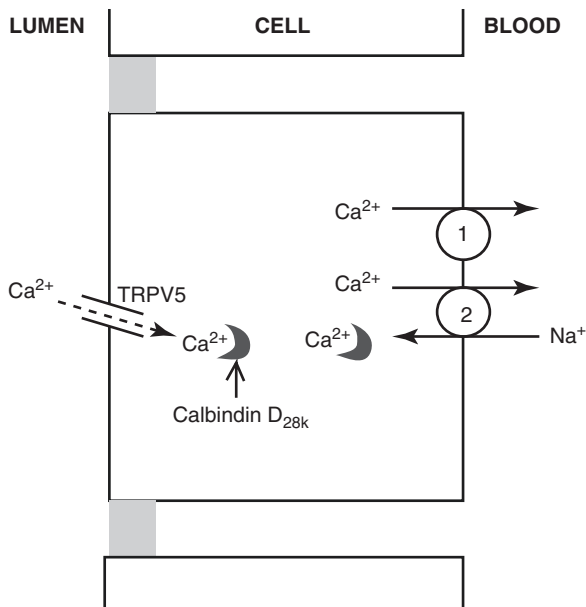 LUMEN CELL BLOOD
Ca²⁺
1
Ca²⁺
Ca²⁺ TRPV5
2
Na⁺
Ca²⁺ Ca²⁺
Calbindin D₂₈ₖ